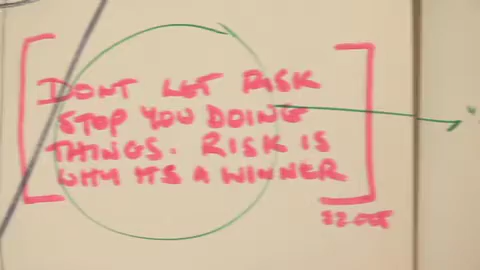 DONT LET RISK
STOP YOU DOING
THINGS. RISK IS
WHY ITS A WINNER